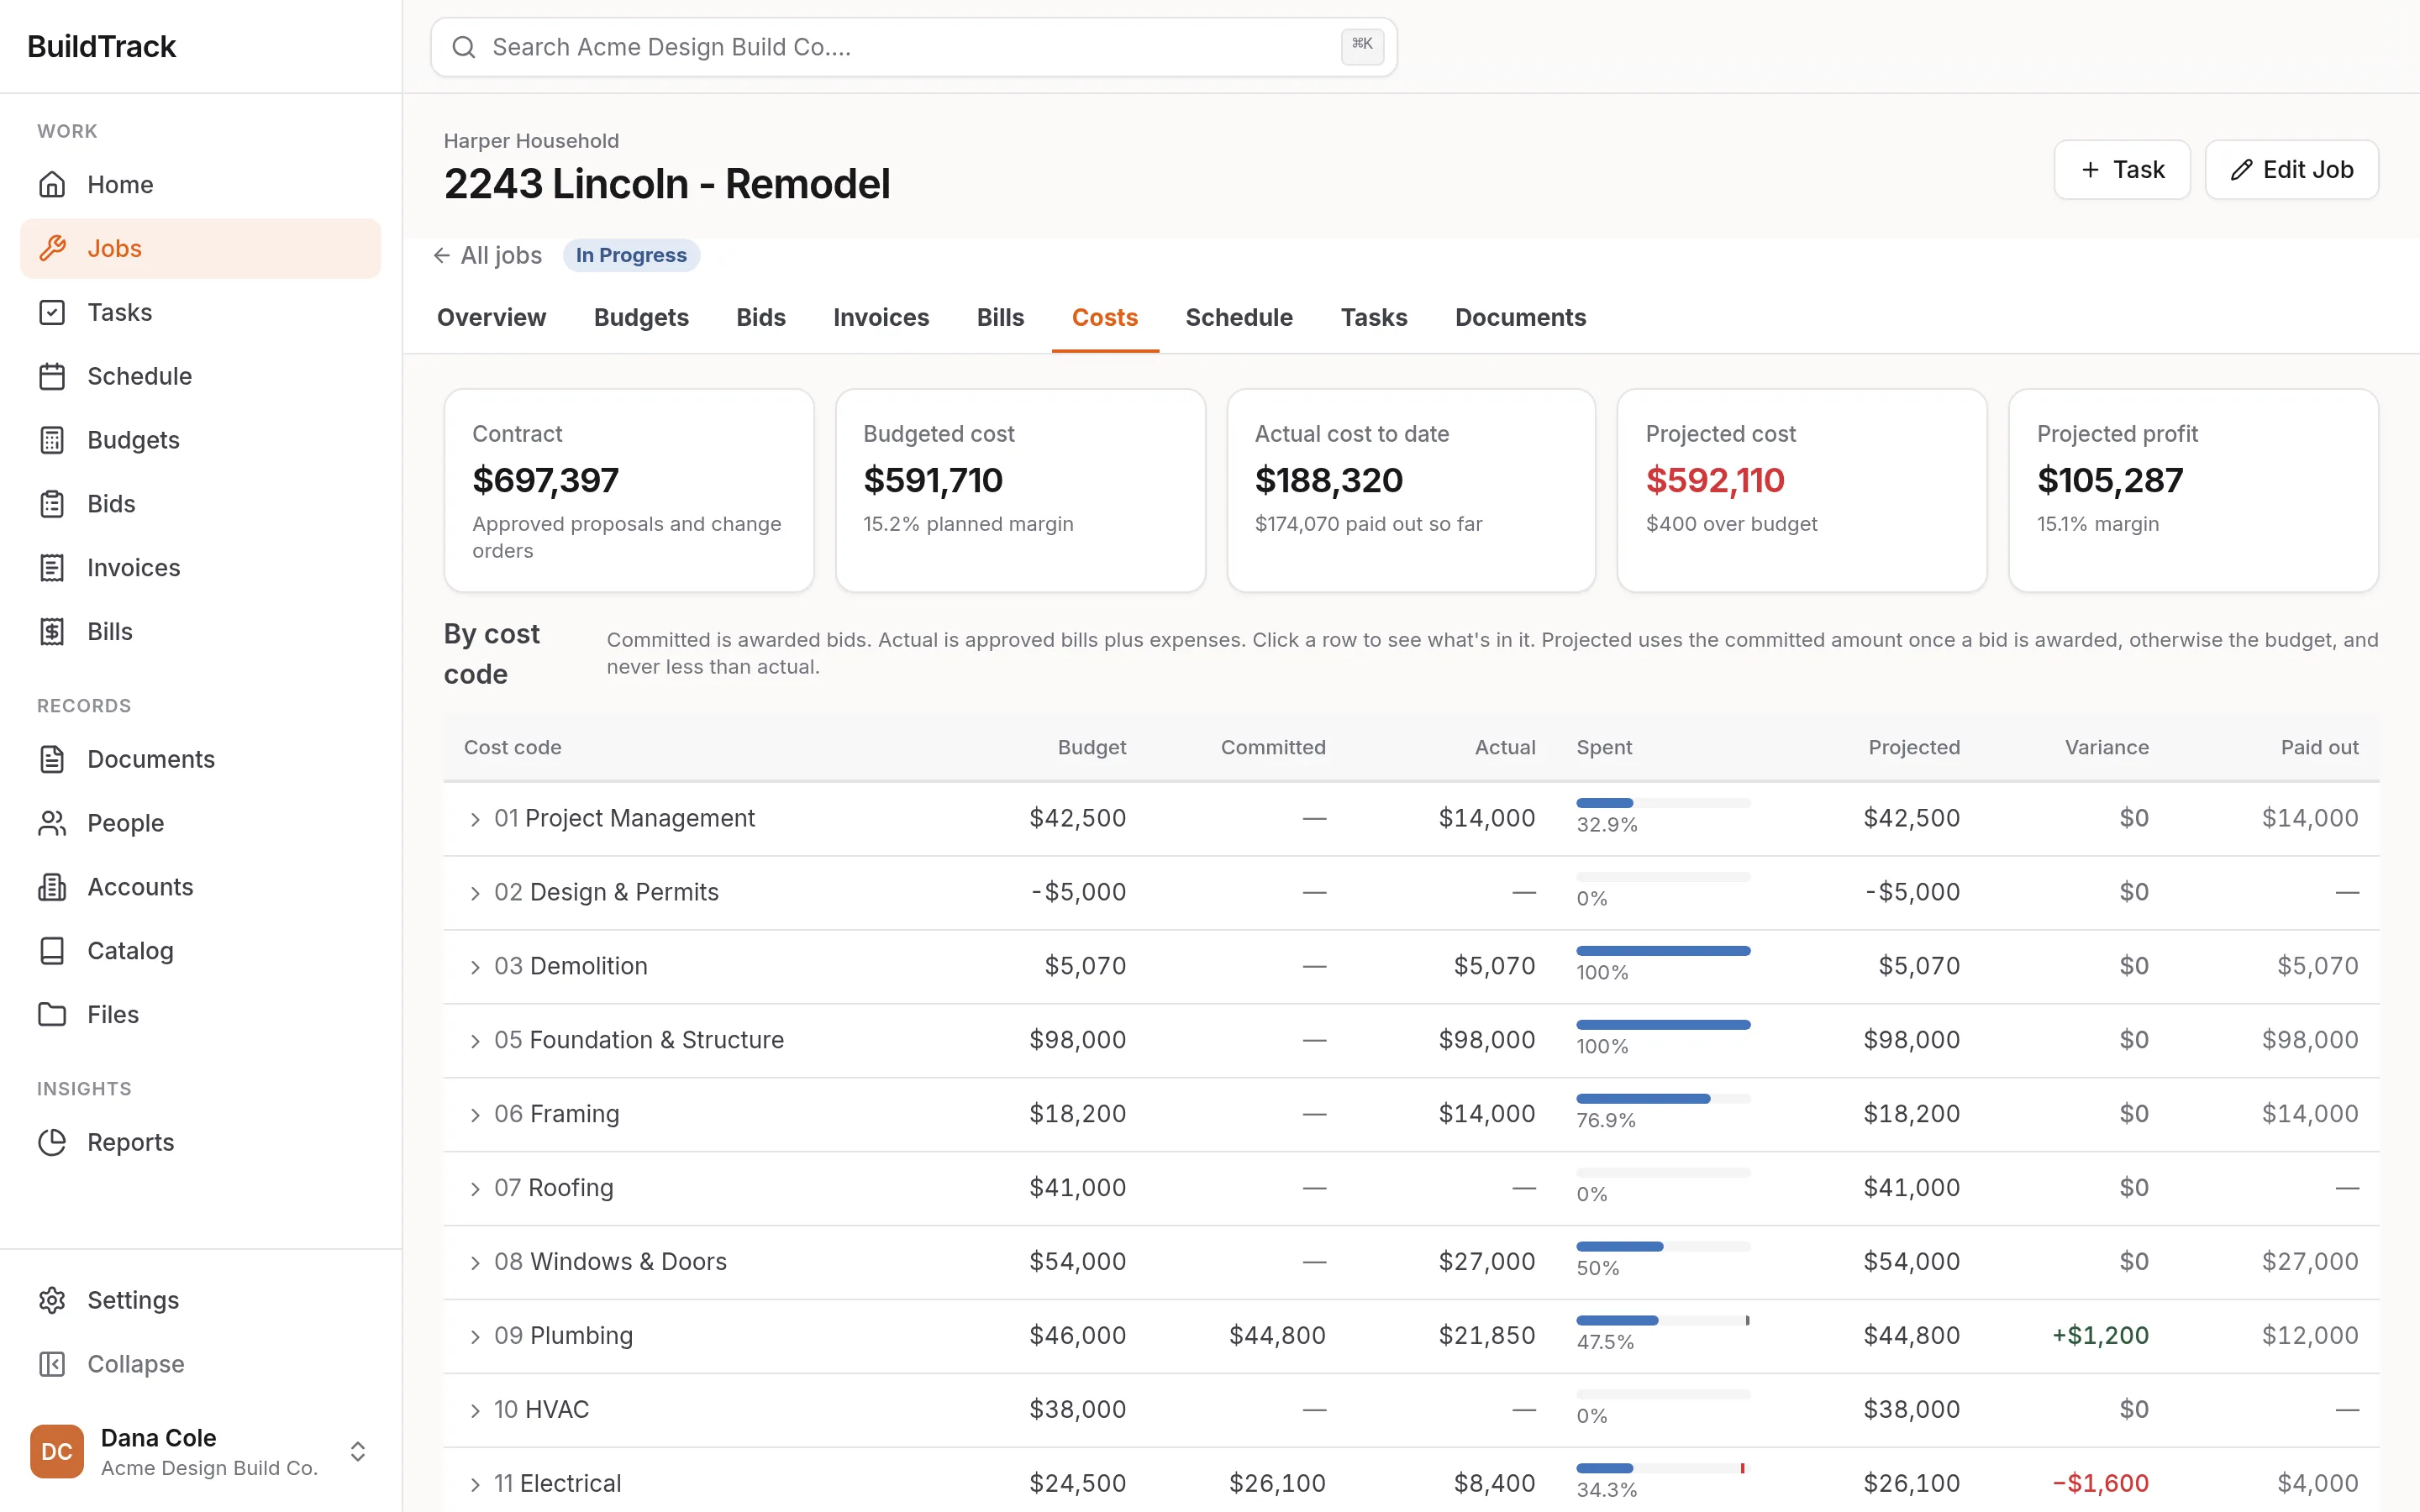 BuildTrack
Search Acme Design Build Co....
⌘K
WORK
Home
Jobs
Tasks
Schedule
Budgets
Bids
Invoices
Bills
RECORDS
Documents
People
Accounts
Catalog
Files
INSIGHTS
Reports
Settings
Collapse
DC
Dana Cole
Acme Design Build Co.
Harper Household
2243 Lincoln - Remodel
+ Task
Edit Job
← All jobs In Progress
Overview Budgets Bids Invoices Bills Costs Schedule Tasks Documents
Contract
$697,397
Approved proposals and change
orders
Budgeted cost
$591,710
15.2% planned margin
Actual cost to date
$188,320
$174,070 paid out so far
Projected cost
$592,110
$400 over budget
Projected profit
$105,287
15.1% margin
By cost
code
Committed is awarded bids. Actual is approved bills plus expenses. Click a row to see what's in it. Projected uses the committed amount once a bid is awarded, otherwise the budget, and
never less than actual.
Cost code Budget Committed Actual Spent Projected Variance Paid out
01 Project Management $42,500 — $14,000 32.9% $42,500 $0 $14,000
02 Design & Permits -$5,000 — — 0% -$5,000 $0 —
03 Demolition $5,070 — $5,070 100% $5,070 $0 $5,070
05 Foundation & Structure $98,000 — $98,000 100% $98,000 $0 $98,000
06 Framing $18,200 — $14,000 76.9% $18,200 $0 $14,000
07 Roofing $41,000 — — 0% $41,000 $0 —
08 Windows & Doors $54,000 — $27,000 50% $54,000 $0 $27,000
09 Plumbing $46,000 $44,800 $21,850 47.5% $44,800 +$1,200 $12,000
10 HVAC $38,000 — — 0% $38,000 $0 —
11 Electrical $24,500 $26,100 $8,400 34.3% $26,100 −$1,600 $4,000